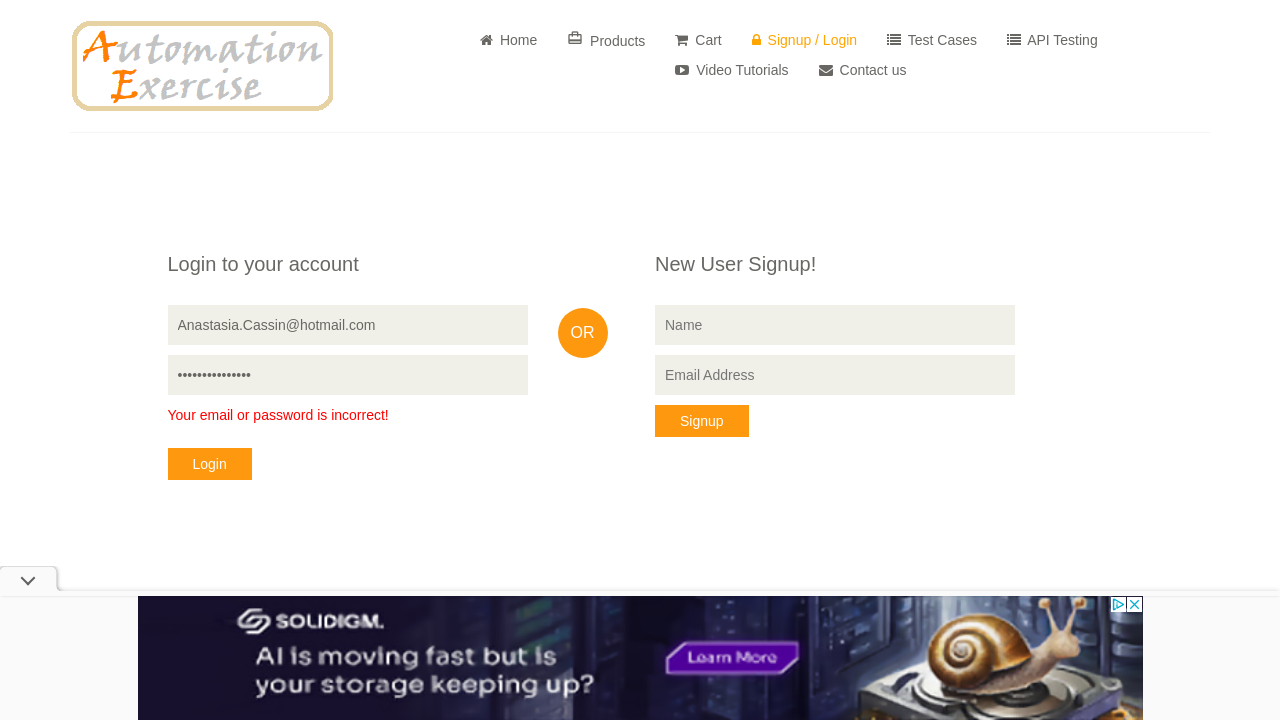 Automation
Exercise
Home
Products
Cart
Signup / Login
Test Cases
API Testing
Video Tutorials
Contact us
Login to your account
Anastasia.Cassin@hotmail.com
•••••••••••••••
Your email or password is incorrect!
Login
OR
New User Signup!
Name
Email Address
Signup
SOLIDIGM.
AI is moving fast but is
your storage keeping up?
Learn More